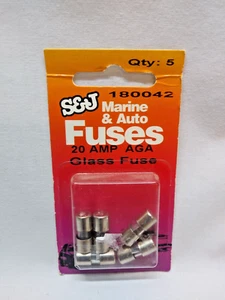 Qty: 5
180042
S&J
Marine
& Auto
Fuses
20 AMP AGA
Glass Fuse